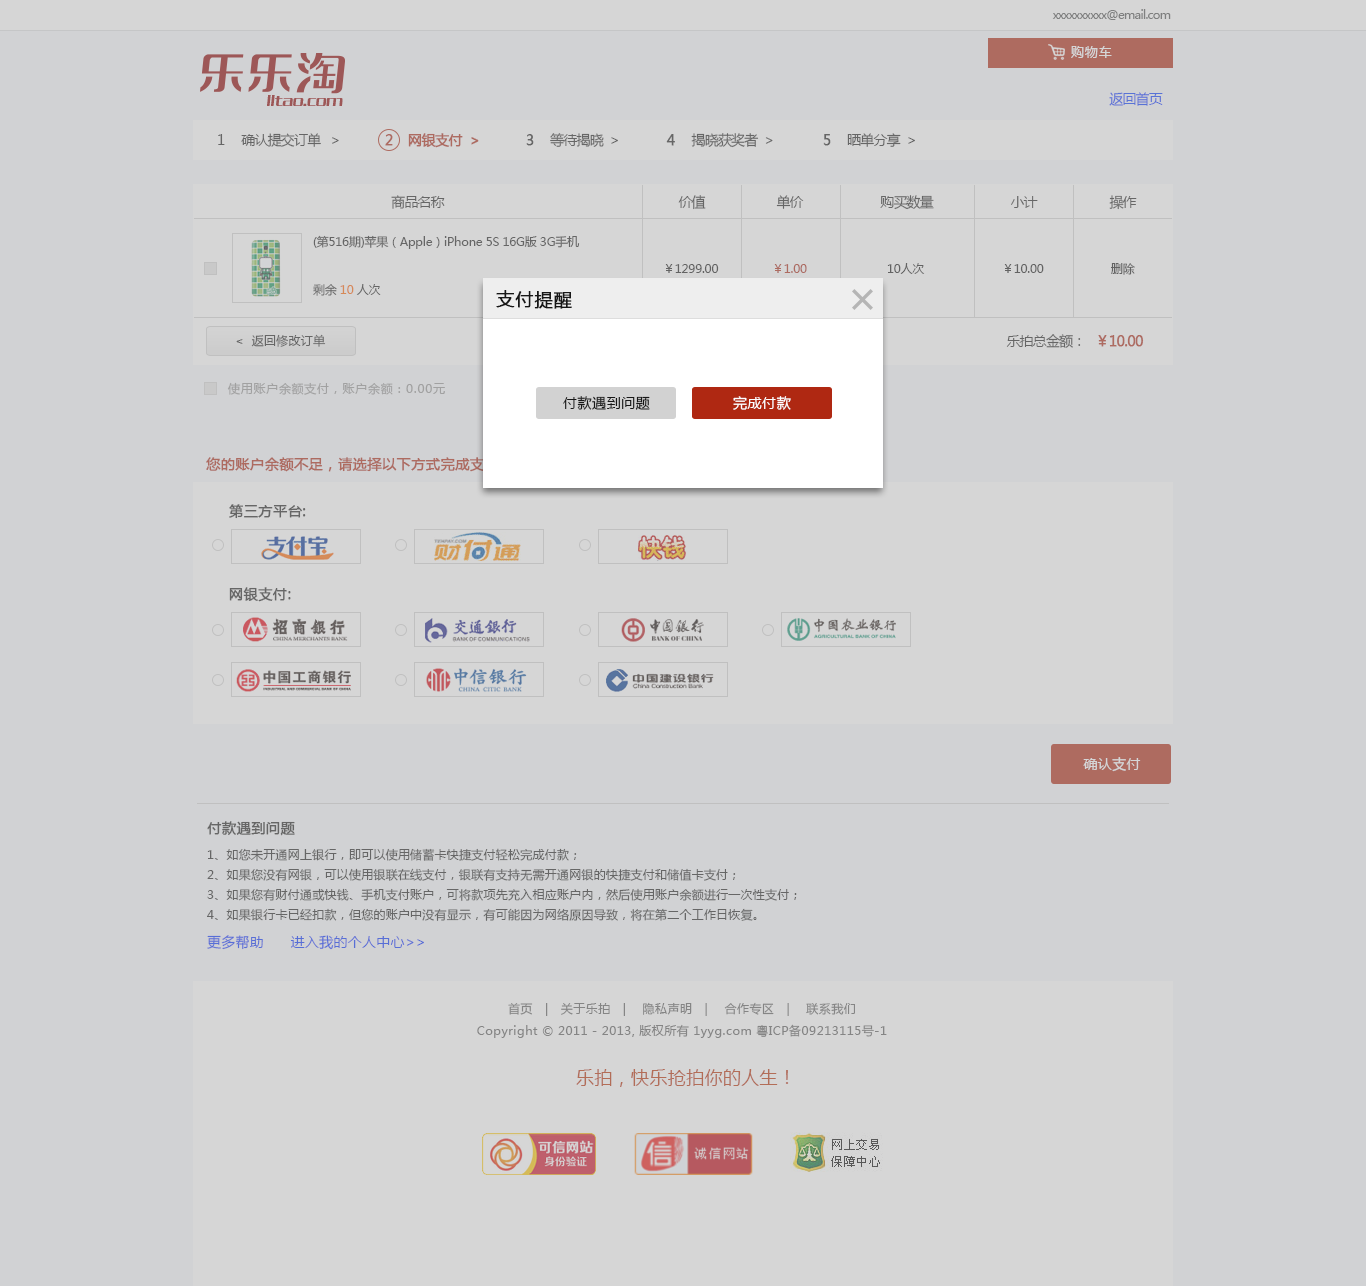 xxxxxxxxxx@email.com
乐乐淘
lltao.com
购物车
返回首页
1 确认提交订单 > 2 网银支付 > 3 等待揭晓 > 4 揭晓获奖者 > 5 晒单分享 >
商品名称 价值 单价 购买数量 小计 操作
(第516期)苹果（Apple）iPhone 5S 16G版 3G手机
剩余 10 人次
¥1299.00 ¥1.00 10人次 ¥10.00 删除
支付提醒
< 返回修改订单
乐拍总金额： ¥10.00
使用账户余额支付，账户余额：0.00元
付款遇到问题 完成付款
您的账户余额不足，请选择以下方式完成支
第三方平台:
支付宝
TENPAY.COM
财付通
快钱
网银支付:
招商银行
CHINA MERCHANTS BANK
交通银行
BANK OF COMMUNICATIONS
中国银行
BANK OF CHINA
中国农业银行
AGRICULTURAL BANK OF CHINA
中国工商银行
INDUSTRIAL AND COMMERCIAL BANK OF CHINA
中信银行
CHINA CITIC BANK
中国建设银行
China Construction Bank
确认支付
付款遇到问题
1、如您未开通网上银行，即可以使用储蓄卡快捷支付轻松完成付款；
2、如果您没有网银，可以使用银联在线支付，银联有支持无需开通网银的快捷支付和储值卡支付；
3、如果您有财付通或快钱、手机支付账户，可将款项先充入相应账户内，然后使用账户余额进行一次性支付；
4、如果银行卡已经扣款，但您的账户中没有显示，有可能因为网络原因导致，将在第二个工作日恢复。
更多帮助 进入我的个人中心>>
首页 | 关于乐拍 | 隐私声明 | 合作专区 | 联系我们
Copyright © 2011 - 2013, 版权所有 1yyg.com 粤ICP备09213115号-1
乐拍，快乐抢拍你的人生！
可信网站
身份验证
信
诚信网站
网上交易
保障中心